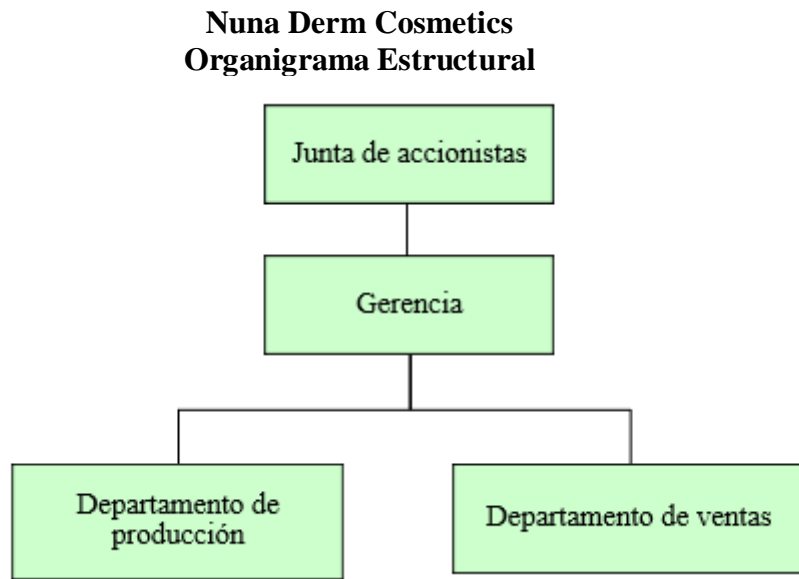 Nuna Derm Cosmetics
Organigrama Estructural
Junta de accionistas
Gerencia
Departamento de
producción
Departamento de ventas